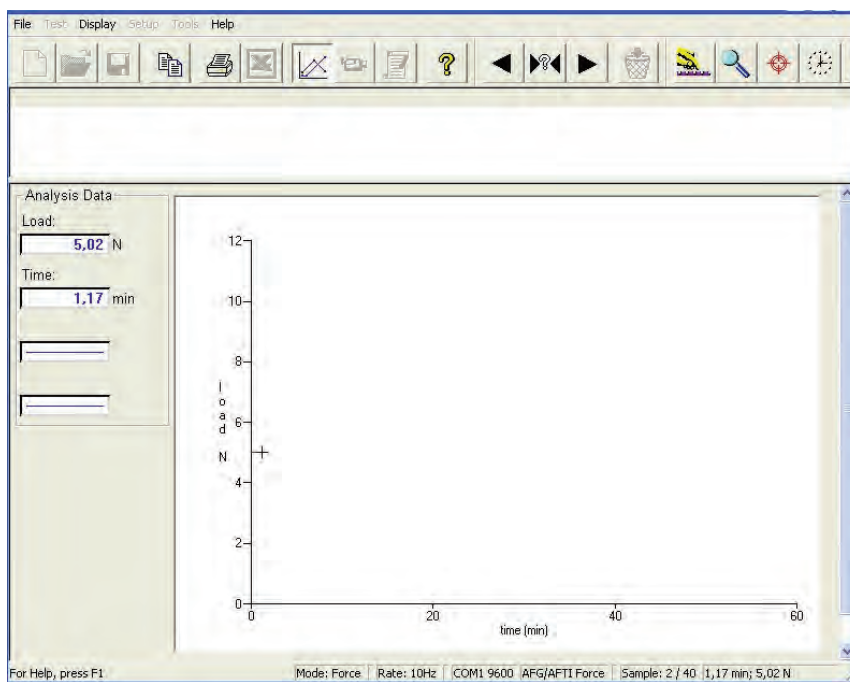 File Test Display Setup Tools Help
Analysis Data
Load:
5,02 N
Time:
1,17 min
12
10
8
6
4
2
0
load N
0 20 40 60
time (min)
For Help, press F1 Mode: Force Rate: 10Hz COM1 9600 AFG/AFTI Force Sample: 2 / 40 1,17 min; 5,02 N